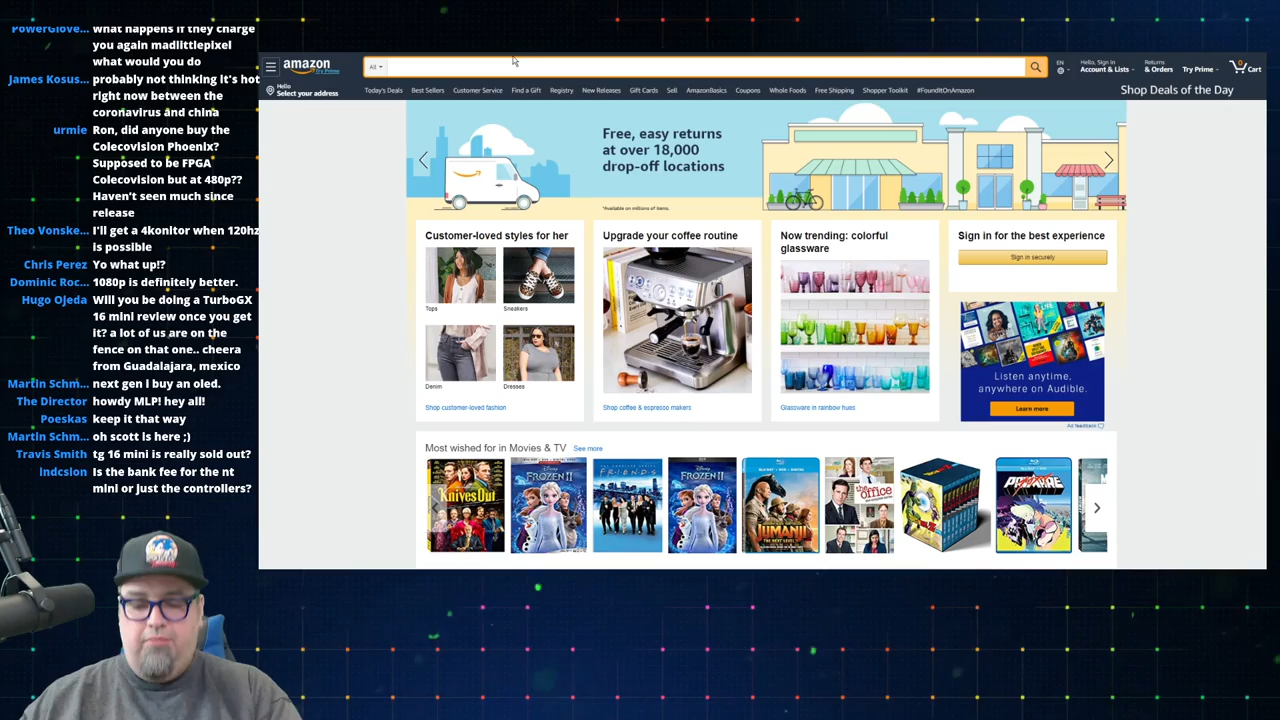 PowerGlove... what happens if they charge
you again madlittlepixel
what would you do
James Kosus... probably not thinking it's hot
right now between the
coronavirus and china
urmie Ron, did anyone buy the
Colecovision Phoenix?
Supposed to be FPGA
Colecovision but at 480p??
Haven't seen much since
release
Theo Vonske... I'll get a 4konitor when 120hz
is possible
Chris Perez Yo what up!?
Dominic Roc... 1080p is definitely better.
Hugo Ojeda Will you be doing a TurboGX
16 mini review once you get
it? a lot of us are on the
fence on that one.. cheera
from Guadalajara, mexico
Martin Schm... next gen I buy an oled.
The Director howdy MLP! hey all!
Poeskas keep it that way
Martin Schm... oh scott is here ;)
Travis Smith tg 16 mini is really sold out?
Indcsion Is the bank fee for the nt
mini or just the controllers?
amazon
Try Prime
All
EN
Hello, Sign in
Account & Lists
Returns
& Orders
Try Prime
0
Cart
Hello
Select your address
Today's Deals Best Sellers Customer Service Find a Gift Registry New Releases Gift Cards Sell AmazonBasics Coupons Whole Foods Free Shipping Shopper Toolkit #FoundItOnAmazon
Shop Deals of the Day
Free, easy returns
at over 18,000
drop-off locations
*Available on millions of items.
Customer-loved styles for her
Tops
Sneakers
Denim
Dresses
Shop customer-loved fashion
Upgrade your coffee routine
Shop coffee & espresso makers
Now trending: colorful
glassware
Glassware in rainbow hues
Sign in for the best experience
Sign in securely
Listen anytime,
anywhere on Audible.
Learn more
Ad feedback
Most wished for in Movies & TV See more
KNIVES OUT
Disney
FROZEN II
FRIENDS
Disney
FROZEN II
JUMANJI
THE NEXT LEVEL
the office
PROMARE